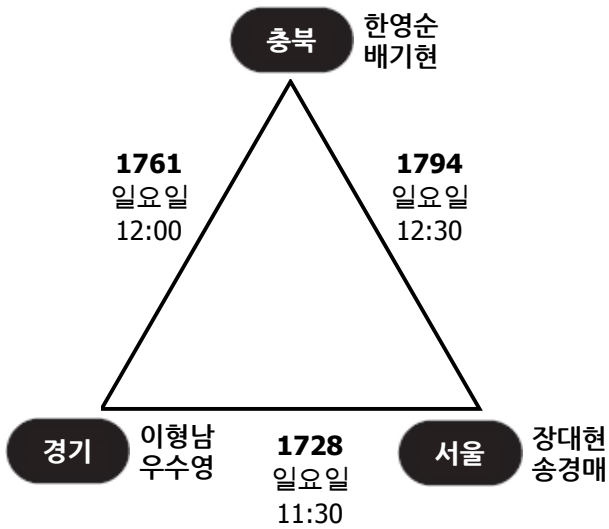 충북
한영순
배기현
1761
일요일
12:00
1794
일요일
12:30
경기
이형남
우수영
1728
일요일
11:30
서울
장대현
송경매